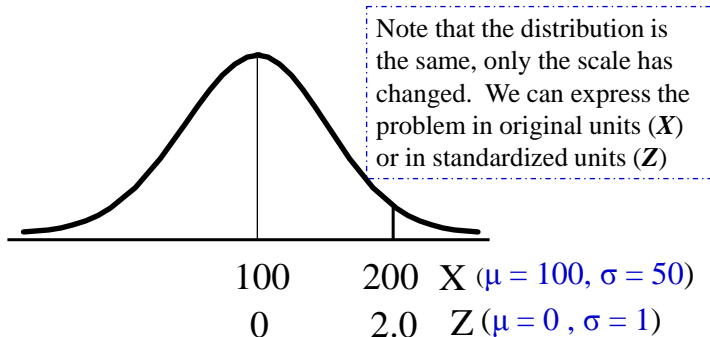 Note that the distribution is
the same, only the scale has
changed. We can express the
problem in original units (X)
or in standardized units (Z)
100 200 X (μ = 100, σ = 50)
0 2.0 Z (μ = 0 , σ = 1)